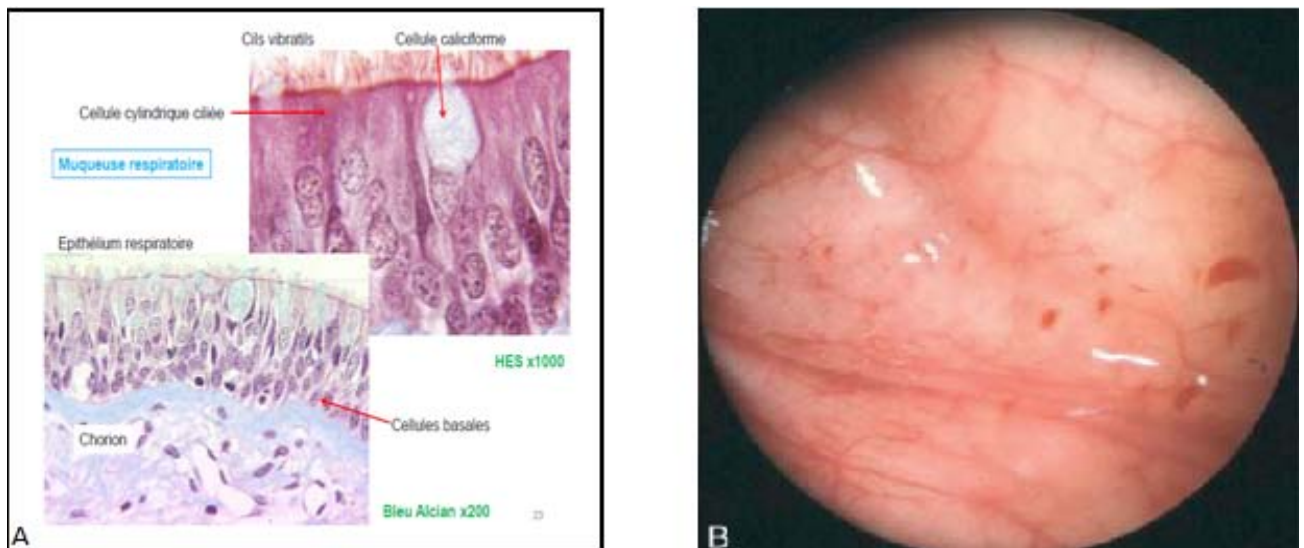 Cils vibratils
Cellule caliciforme
Cellule cylindrique ciliée
Muqueuse respiratoire
Epithélium respiratoire
HES x1000
Cellules basales
Chorion
Bleu Alcian x200
23
A
B